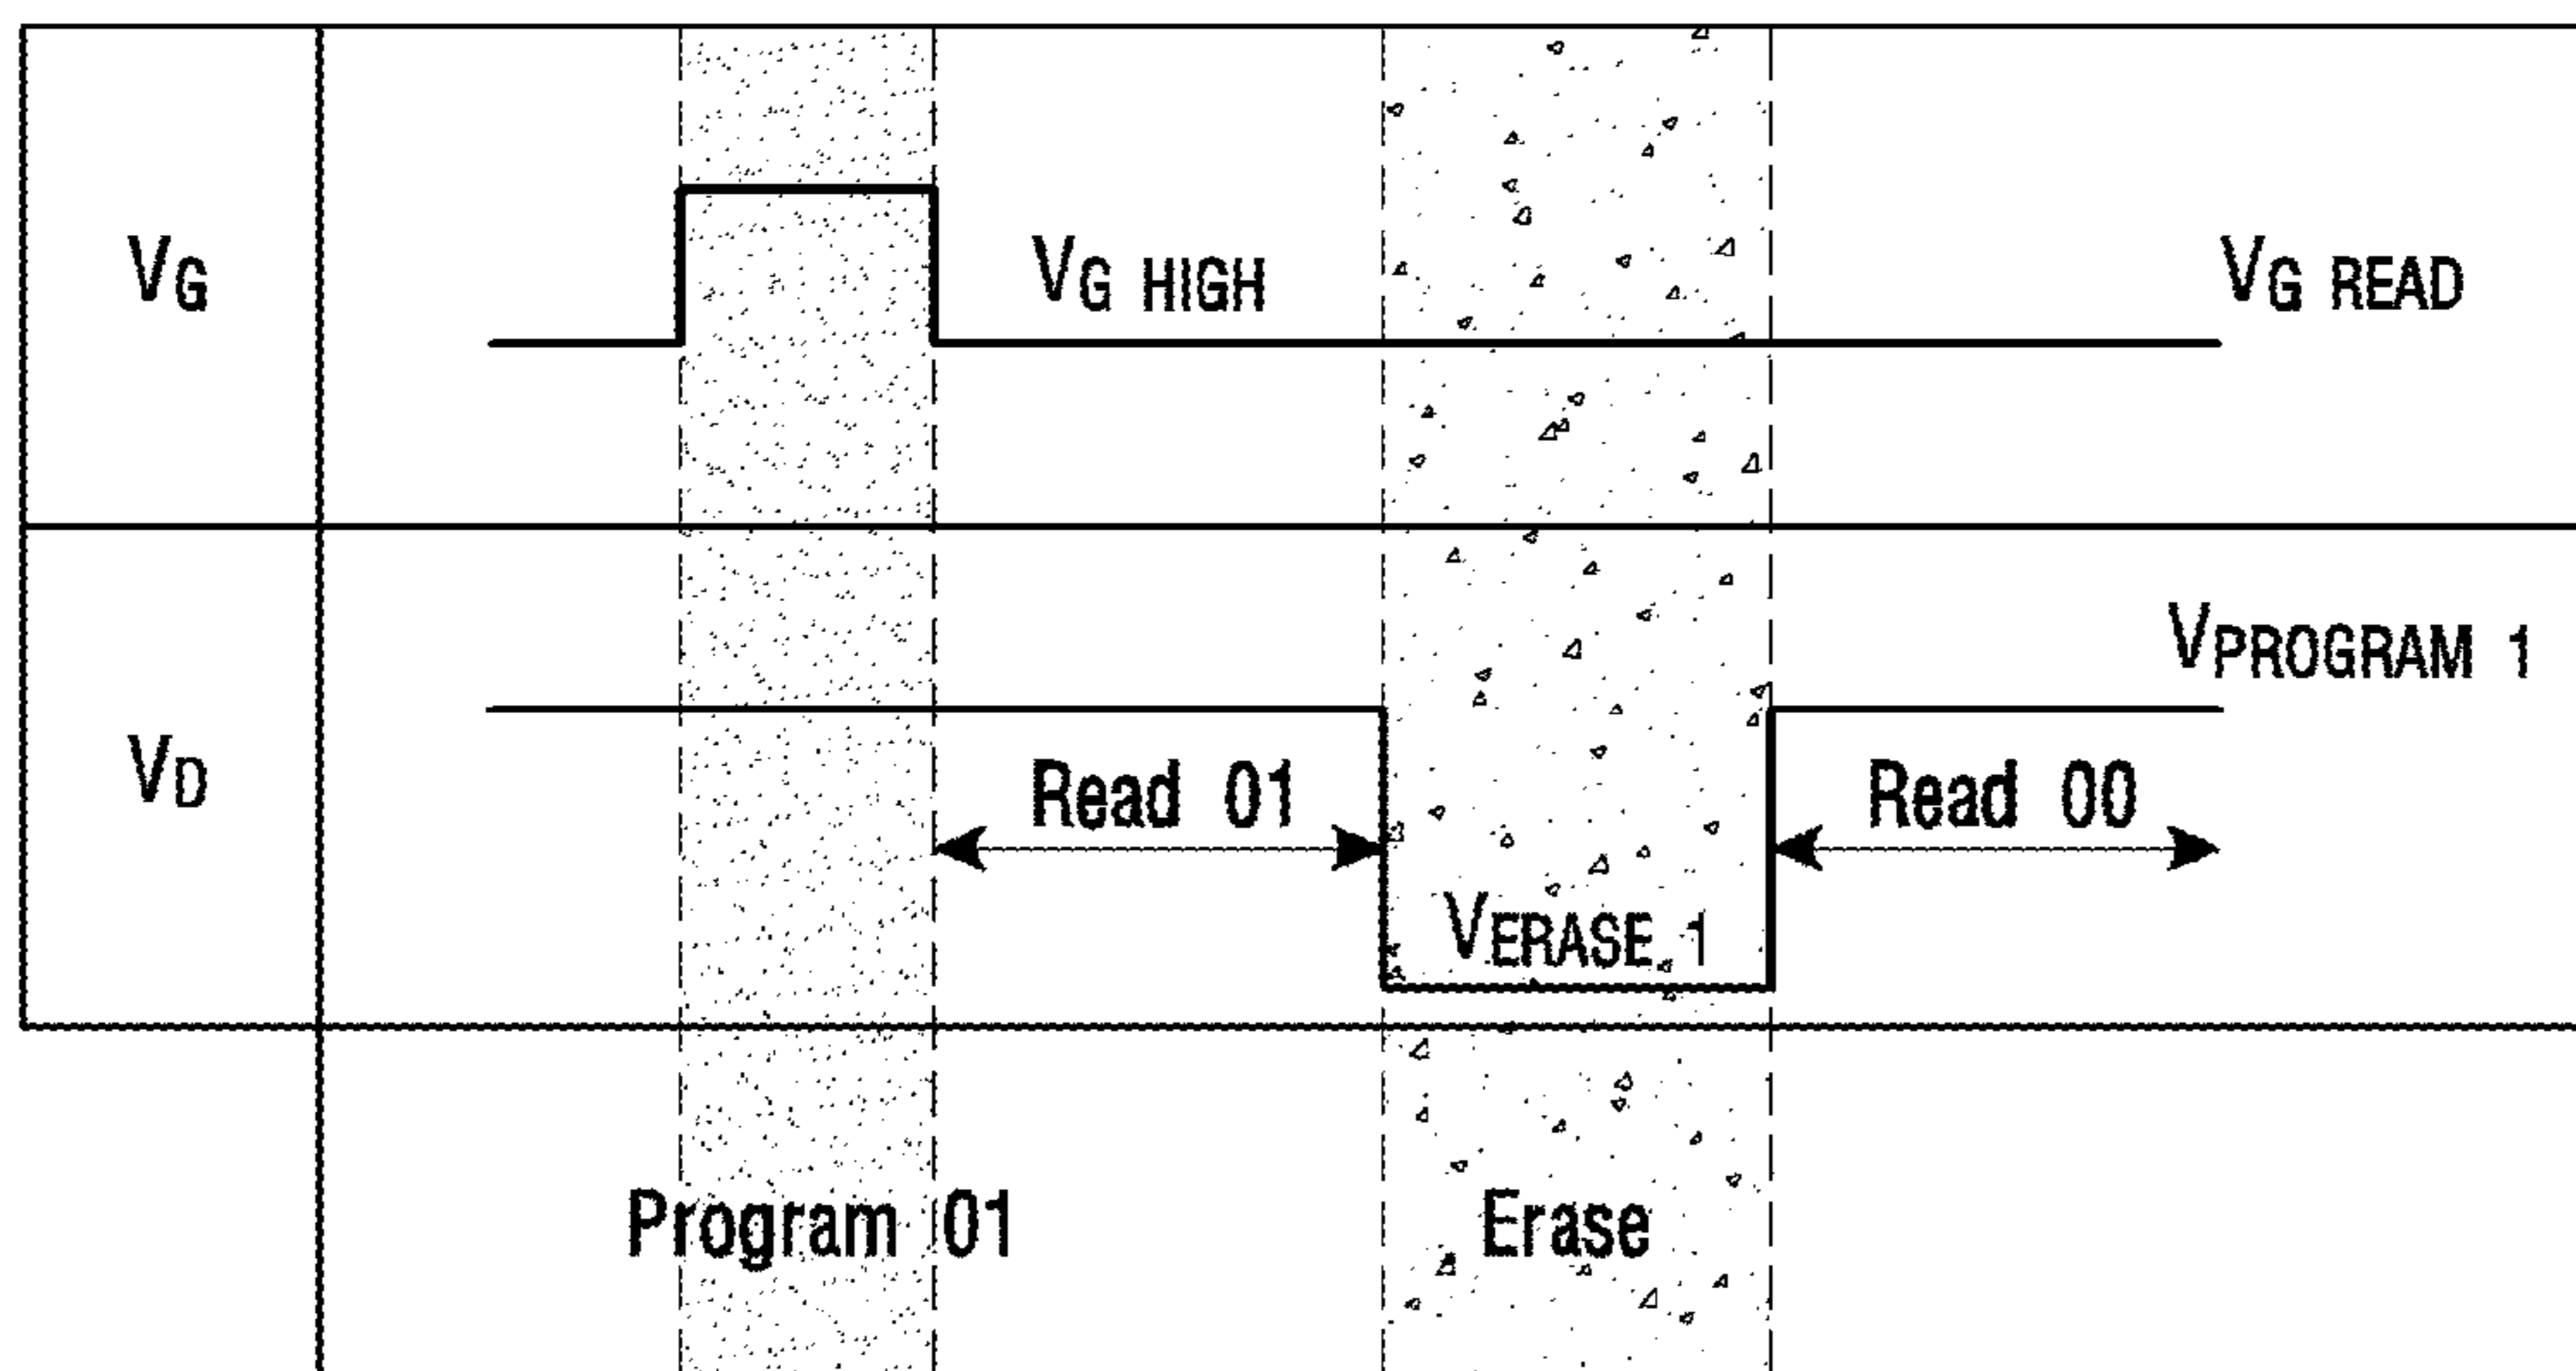 VG
VG HIGH
VG READ
VPROGRAM 1
VD
Read 01
Read 00
VERASE 1
Program 01
Erase